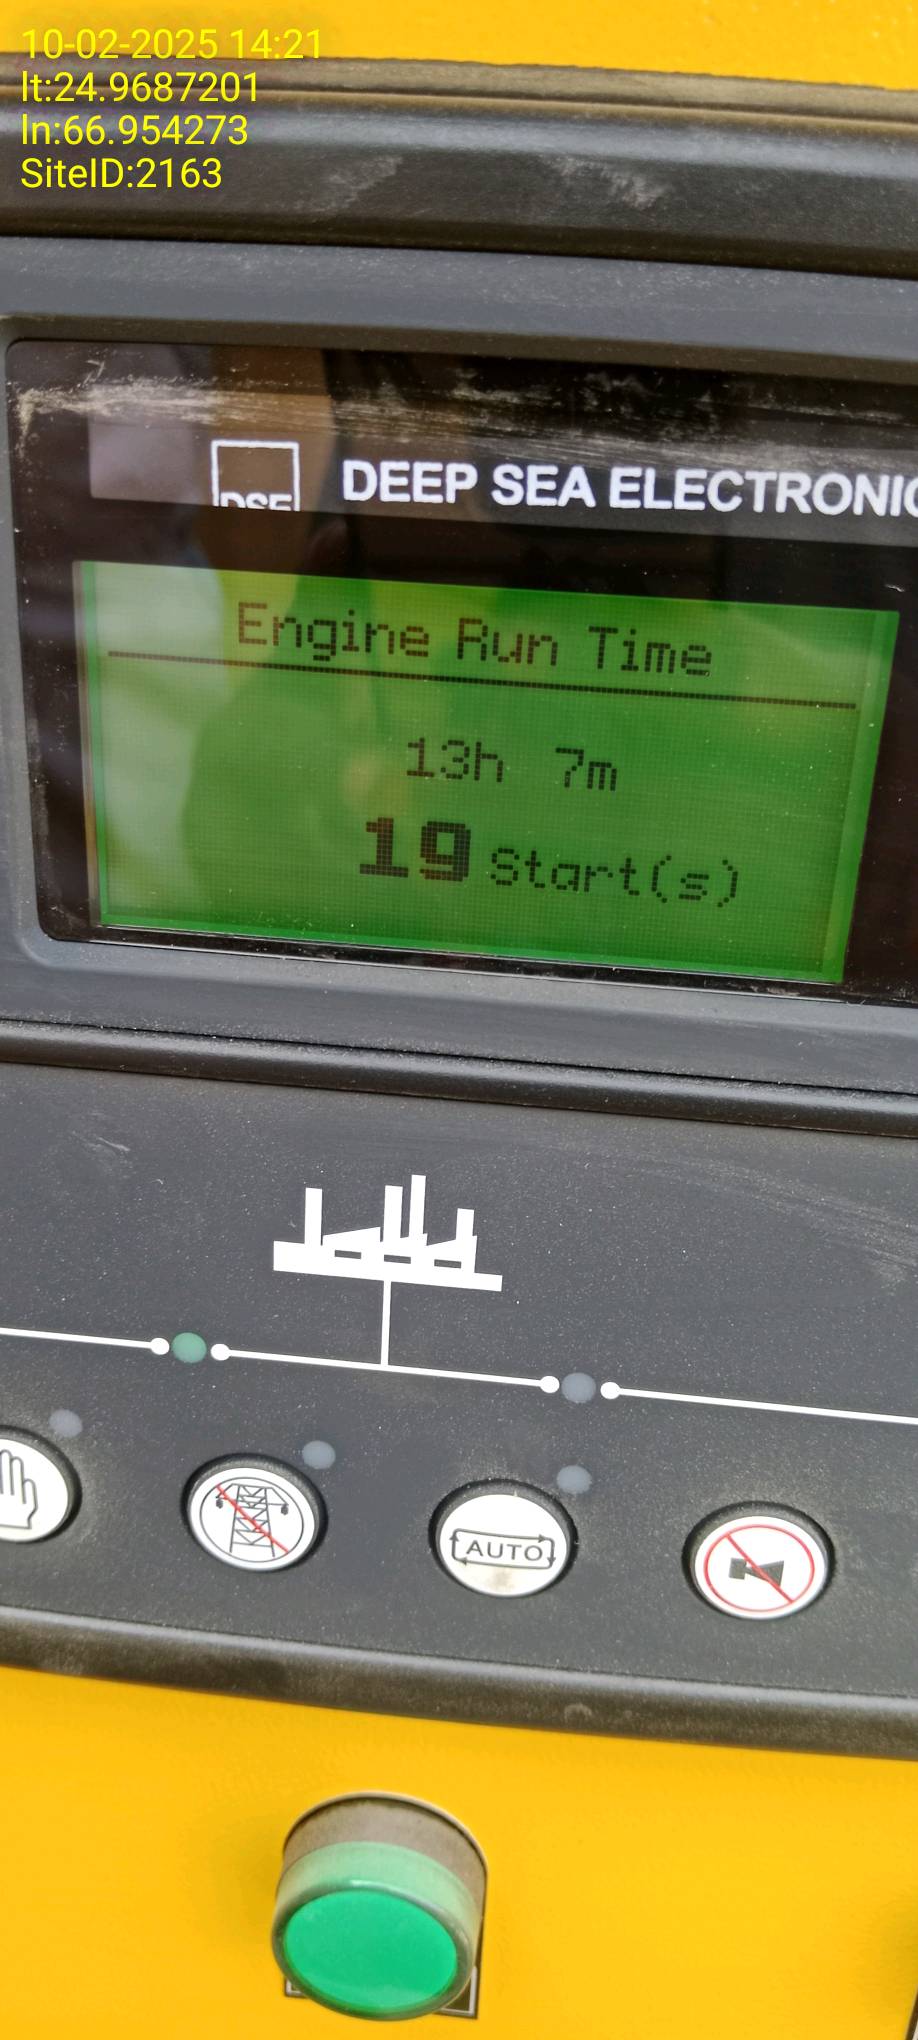 10-02-2025 14:21
lt:24.9687201
ln:66.954273
SiteID:2163
DSE
DEEP SEA ELECTRONIC
Engine Run Time
13h 7m
19 Start(s)
AUTO